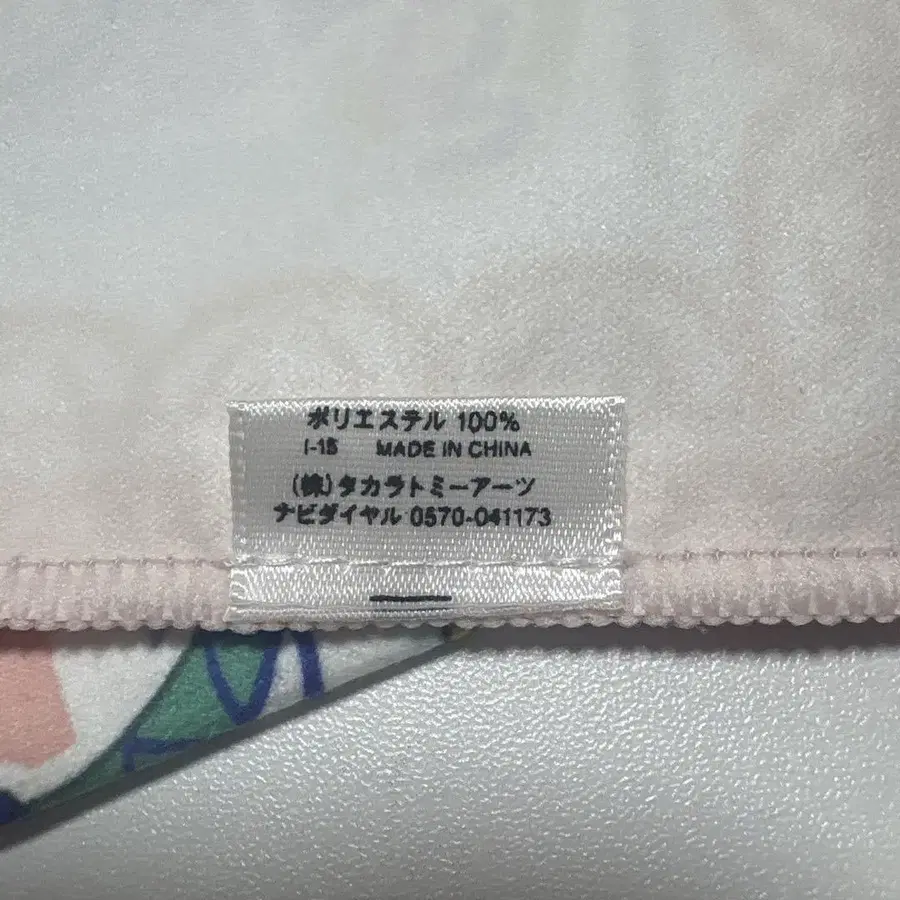 ポリエステル 100%
I-15 MADE IN CHINA
(株)タカラトミーアーツ
ナビダイヤル 0570-041173